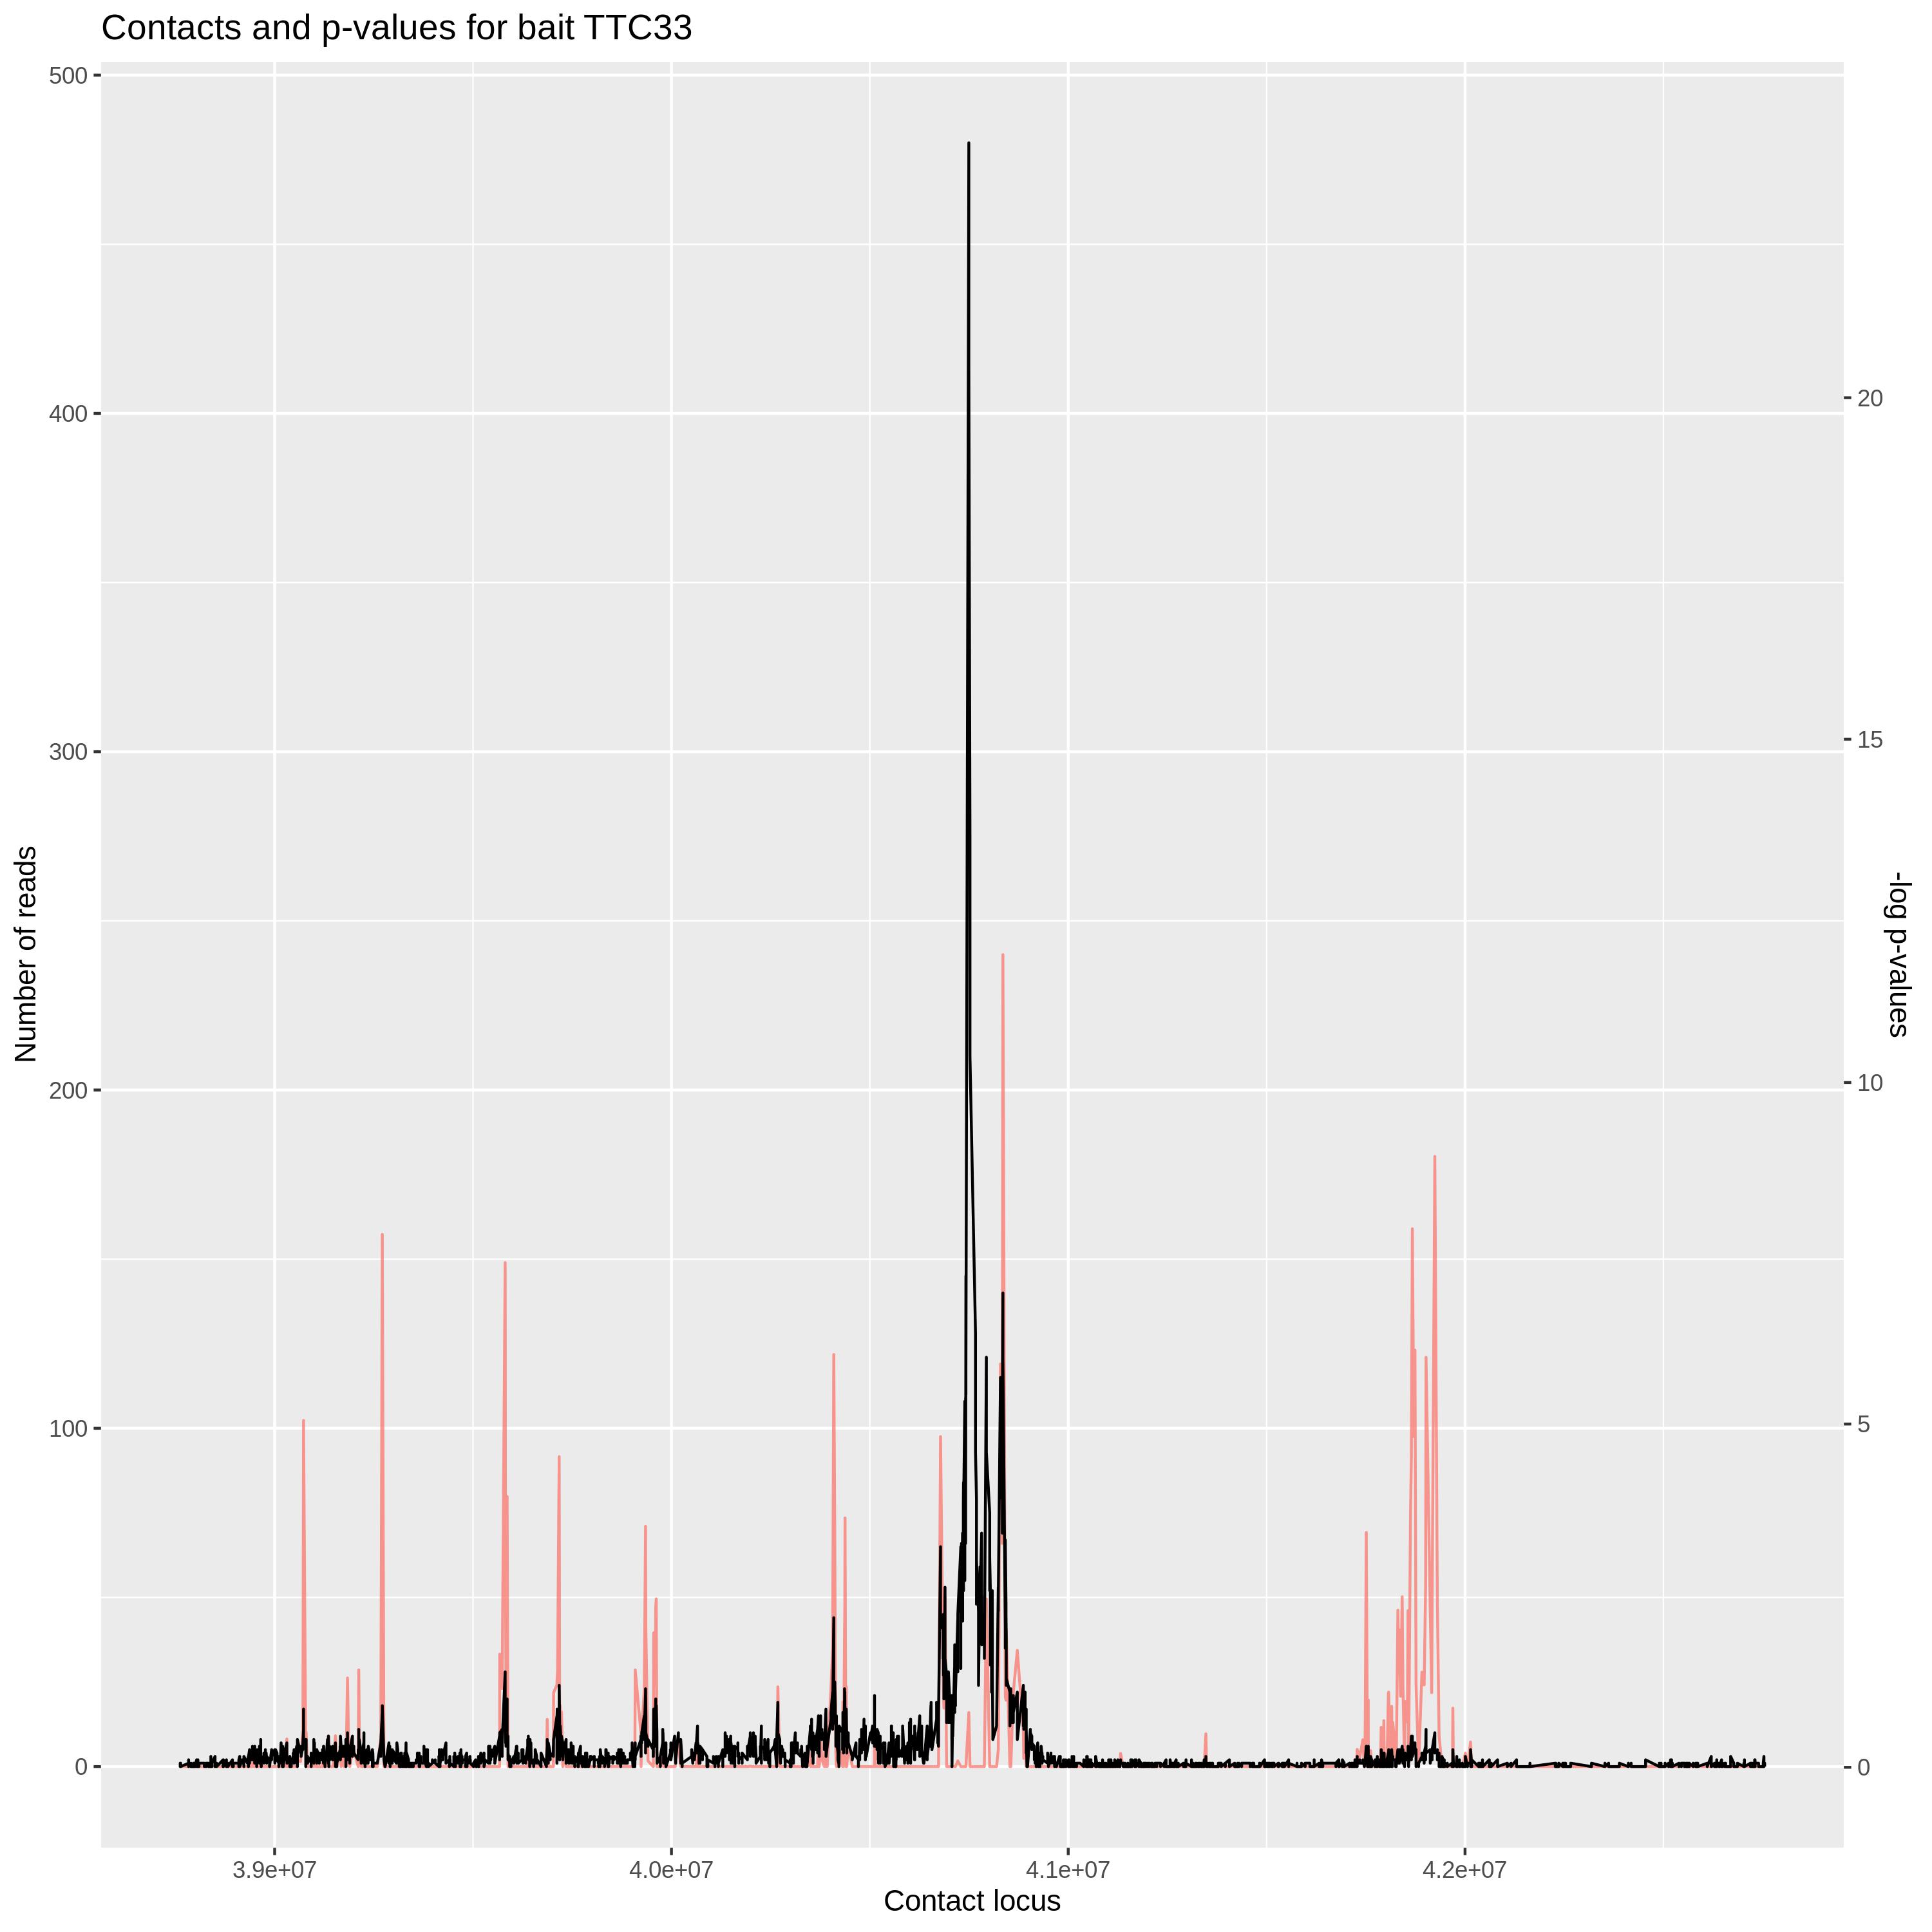 Contacts and p-values for bait TTC33
500
400
300
200
100
0
Number of reads
20
15
10
5
0
-log p-values
3.9e+07 4.0e+07 4.1e+07 4.2e+07
Contact locus